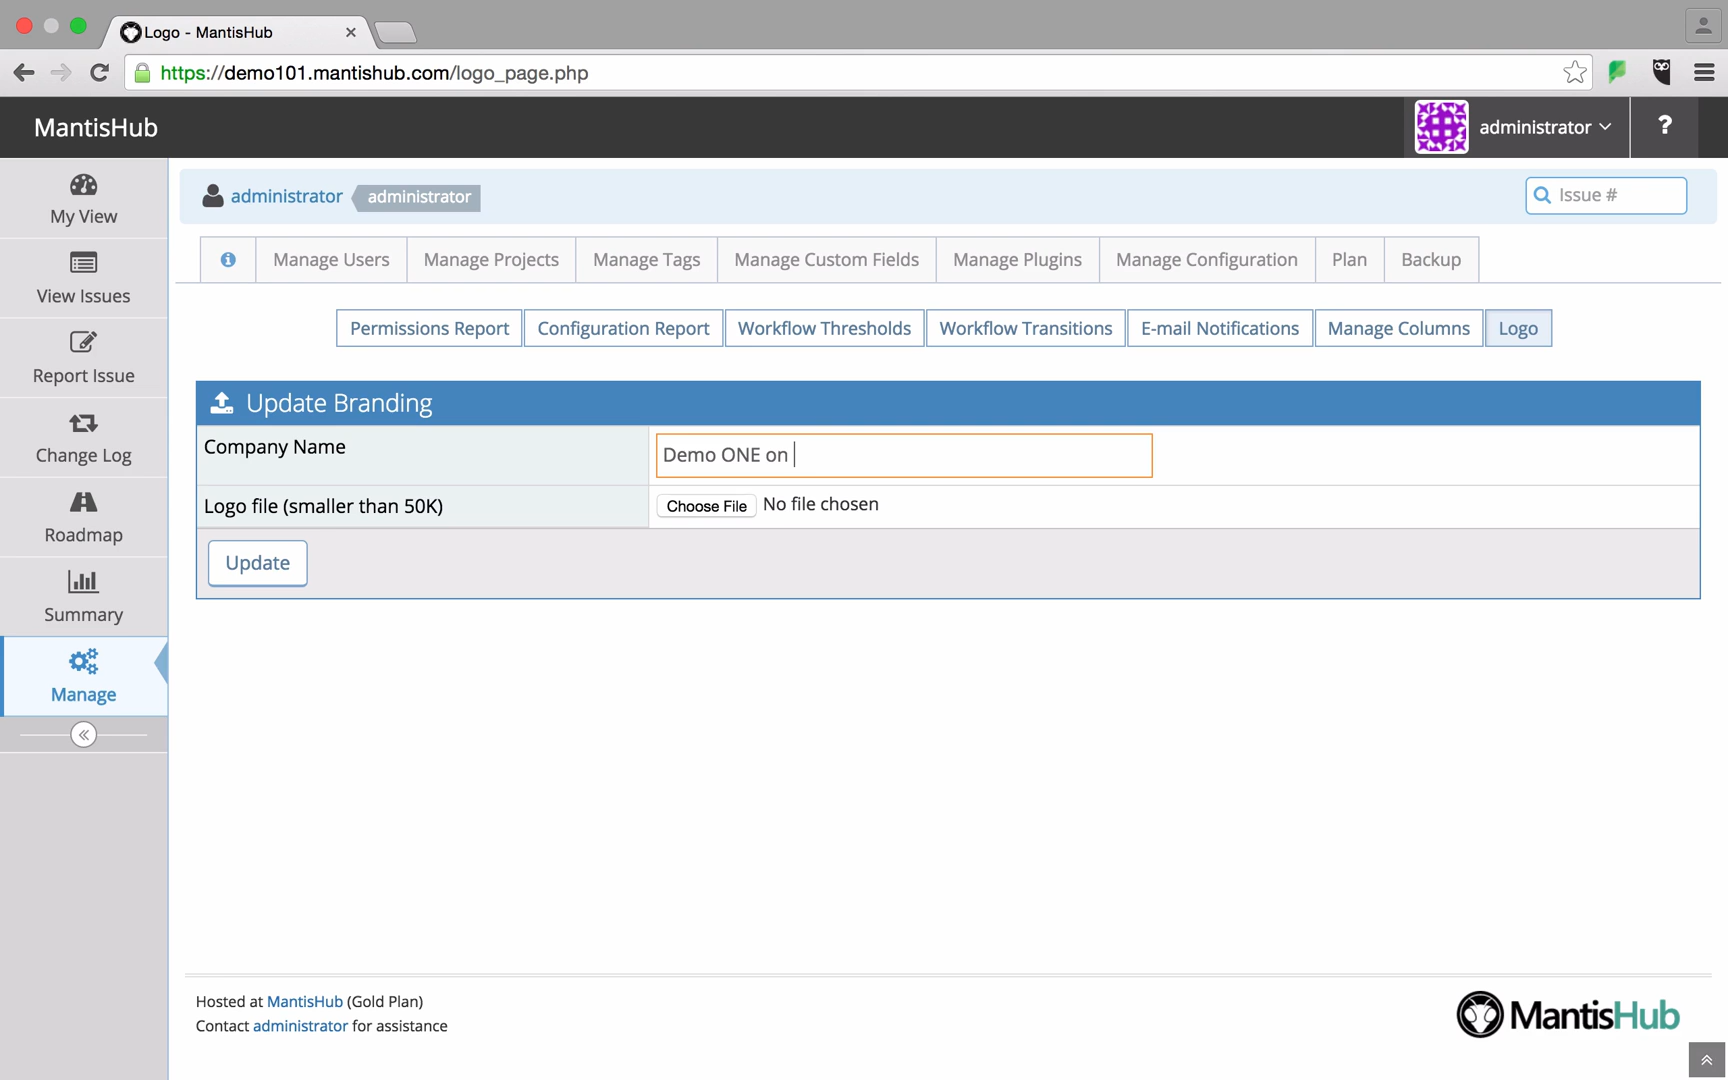 Logo - MantisHub
https://demo101.mantishub.com/logo_page.php
MantisHub
administrator
?
My View
View Issues
Report Issue
Change Log
Roadmap
Summary
Manage
administrator administrator
Issue #
Manage Users Manage Projects Manage Tags Manage Custom Fields Manage Plugins Manage Configuration Plan Backup
Permissions Report Configuration Report Workflow Thresholds Workflow Transitions E-mail Notifications Manage Columns Logo
Update Branding
Company Name Demo ONE on
Logo file (smaller than 50K) Choose File No file chosen
Update
Hosted at MantisHub (Gold Plan)
Contact administrator for assistance
MantisHub